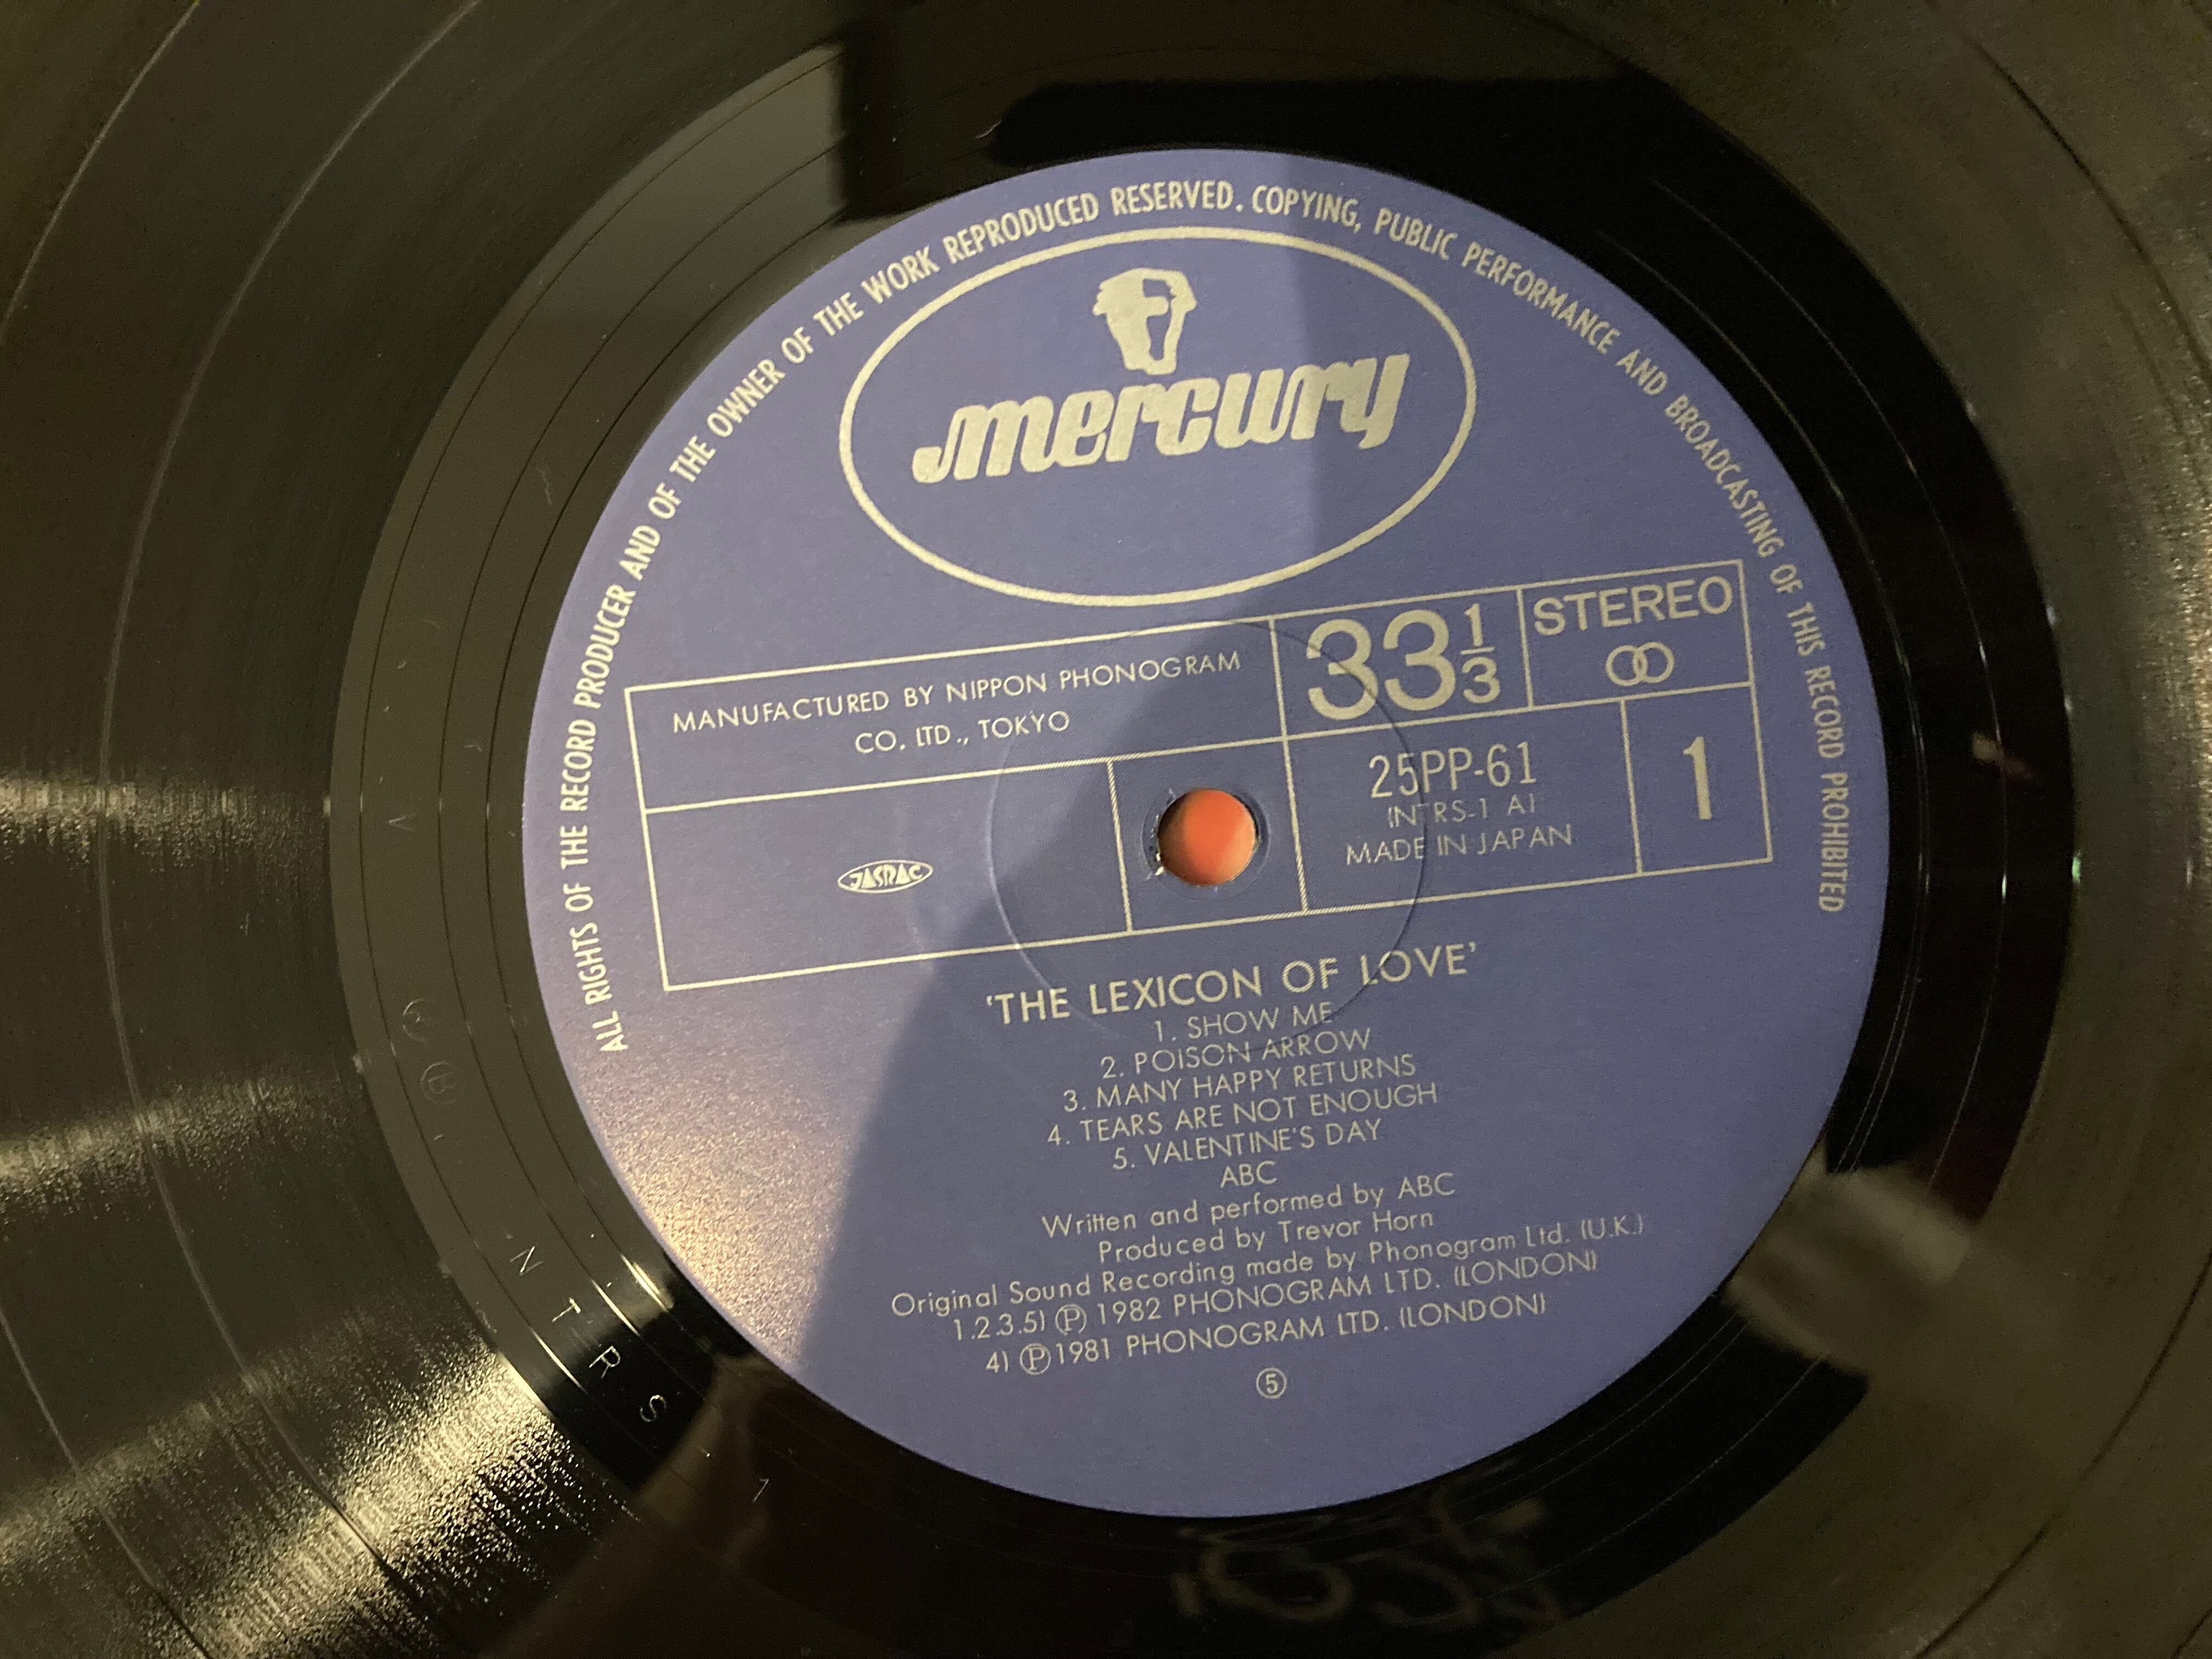 ALL RIGHTS OF THE RECORD PRODUCER AND OF THE OWNER OF THE WORK REPRODUCED RESERVED. COPYING, PUBLIC PERFORMANCE AND BROADCASTING OF THIS RECORD PROHIBITED
mercury
MANUFACTURED BY NIPPON PHONOGRAM
CO. LTD., TOKYO
33 1/3
STEREO
JASRAC
25PP-61
(NTRS-1 A)
MADE IN JAPAN
1
'THE LEXICON OF LOVE'
1. SHOW ME
2. POISON ARROW
3. MANY HAPPY RETURNS
4. TEARS ARE NOT ENOUGH
5. VALENTINE'S DAY
ABC
Written and performed by ABC
Produced by Trevor Horn
Original Sound Recording made by Phonogram Ltd. (U.K.)
1.2.3.5) Ⓟ 1982 PHONOGRAM LTD. (LONDON)
4) Ⓟ 1981 PHONOGRAM LTD. (LONDON)
⑤
N T R S 1